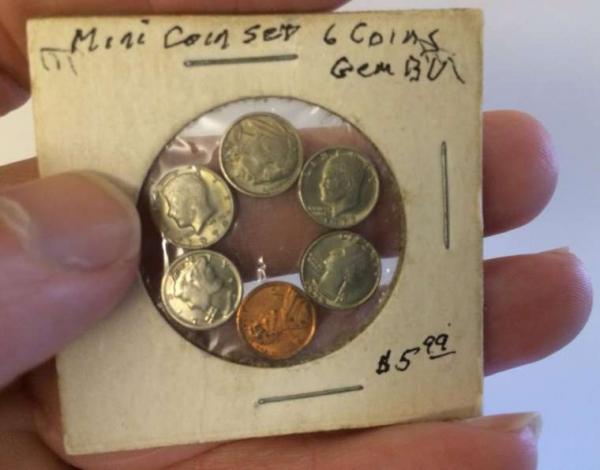 Mini Coin Set 6 Coins
Gem BU
$5.99